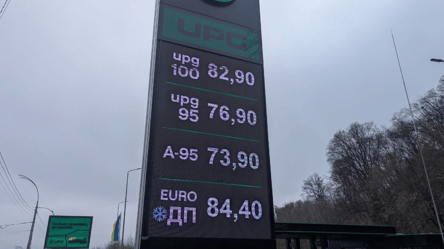 UPG
upg 100 82,90
upg 95 76,90
A-95 73,90
EURO
ДП 84,40